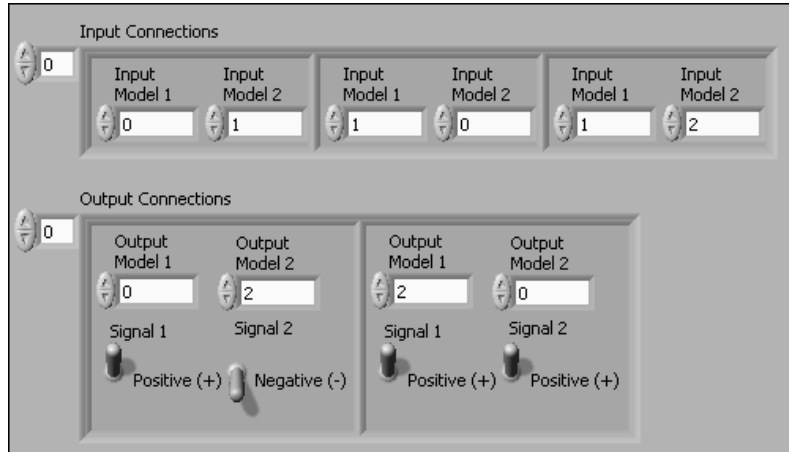 Input Connections
0
Input Model 1 Input Model 2 Input Model 1 Input Model 2 Input Model 1 Input Model 2
0 1 1 0 1 2
Output Connections
0
Output Model 1 Output Model 2 Output Model 1 Output Model 2
0 2 2 0
Signal 1 Signal 2 Signal 1 Signal 2
Positive (+) Negative (-) Positive (+) Positive (+)